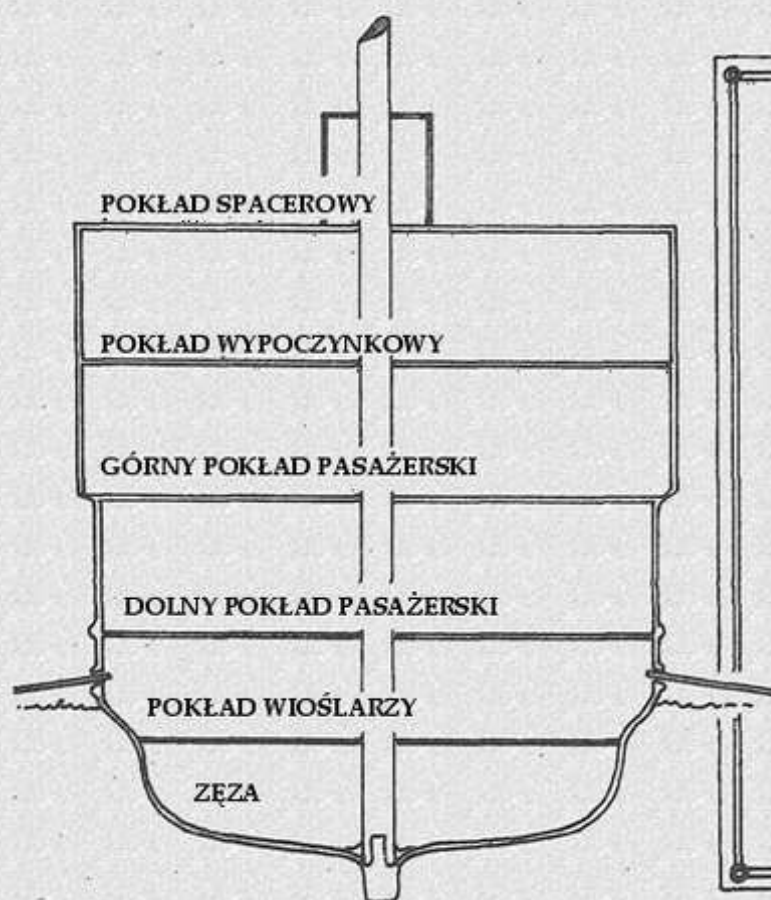 POKŁAD SPACEROWY
POKŁAD WYPOCZYNKOWY
GÓRNY POKŁAD PASAŻERSKI
DOLNY POKŁAD PASAŻERSKI
POKŁAD WIOŚLARZY
ZĘZA